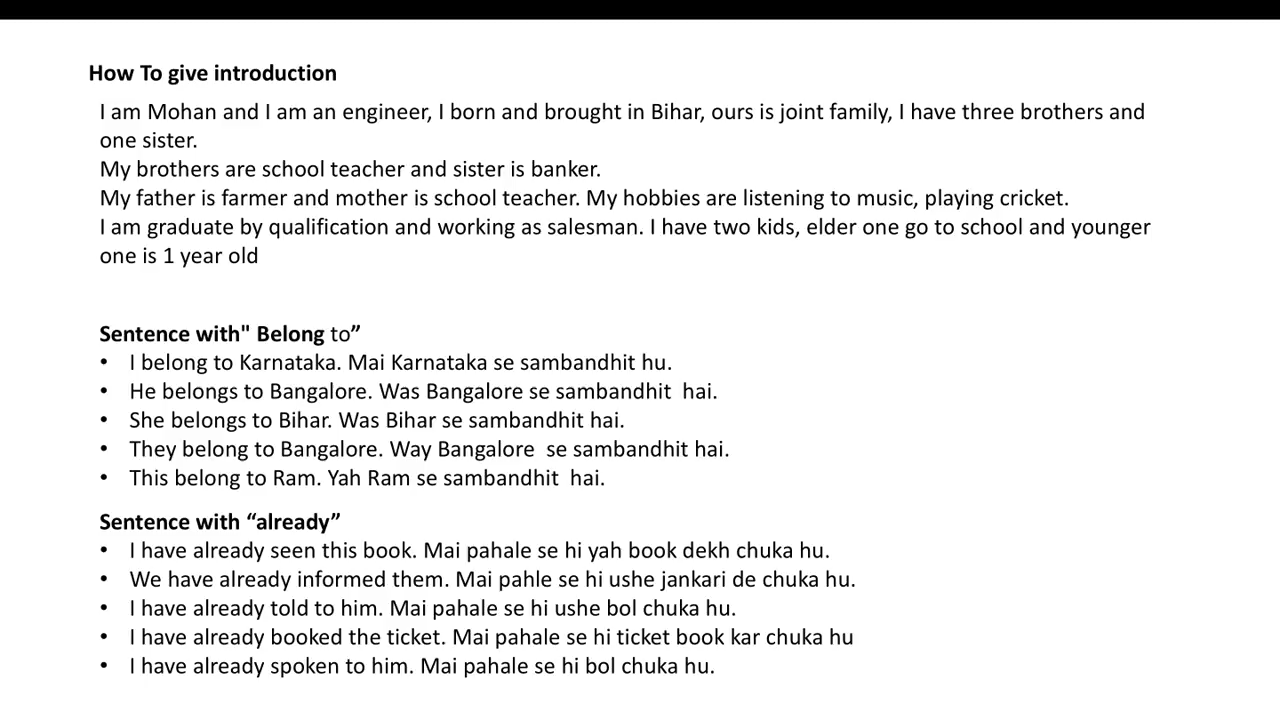 How To give introduction
I am Mohan and I am an engineer, I born and brought in Bihar, ours is joint family, I have three brothers and
one sister.
My brothers are school teacher and sister is banker.
My father is farmer and mother is school teacher. My hobbies are listening to music, playing cricket.
I am graduate by qualification and working as salesman. I have two kids, elder one go to school and younger
one is 1 year old
Sentence with" Belong to”
• I belong to Karnataka. Mai Karnataka se sambandhit hu.
• He belongs to Bangalore. Was Bangalore se sambandhit  hai.
• She belongs to Bihar. Was Bihar se sambandhit hai.
• They belong to Bangalore. Way Bangalore  se sambandhit hai.
• This belong to Ram. Yah Ram se sambandhit  hai.
Sentence with “already”
• I have already seen this book. Mai pahale se hi yah book dekh chuka hu.
• We have already informed them. Mai pahle se hi ushe jankari de chuka hu.
• I have already told to him. Mai pahale se hi ushe bol chuka hu.
• I have already booked the ticket. Mai pahale se hi ticket book kar chuka hu
• I have already spoken to him. Mai pahale se hi bol chuka hu.